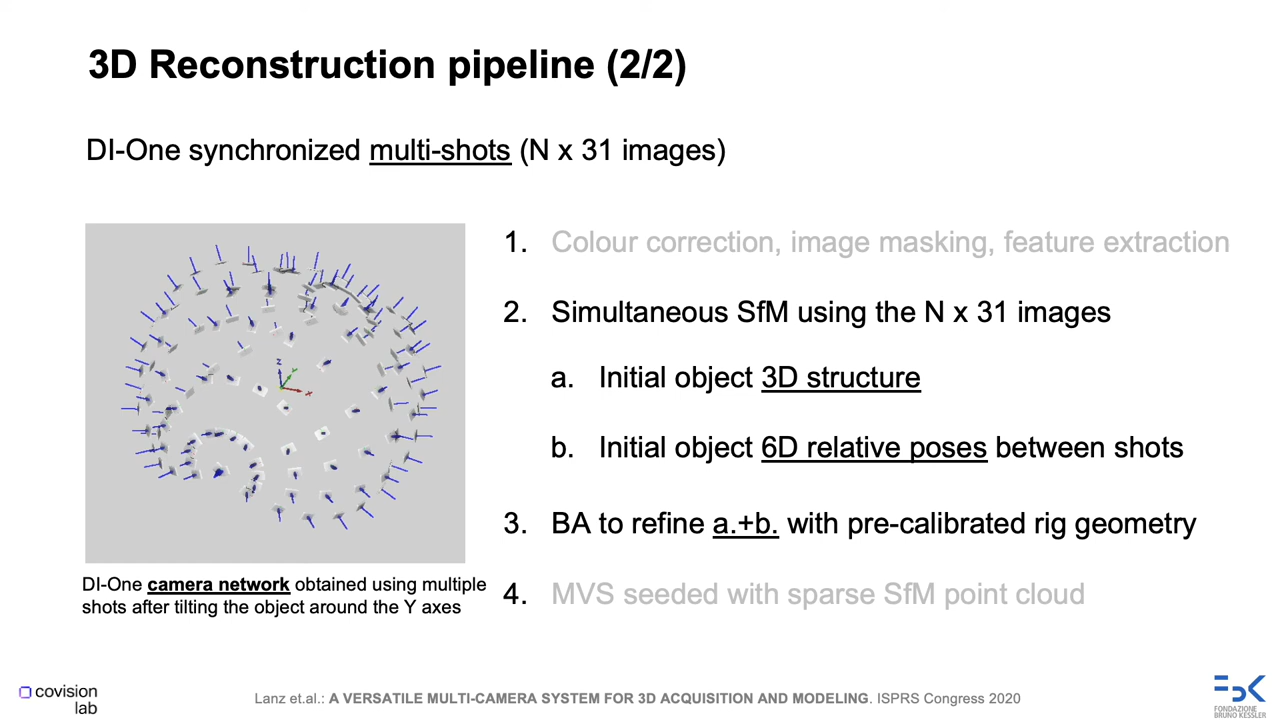 3D Reconstruction pipeline (2/2)
DI-One synchronized multi-shots (N x 31 images)
Z
Y
X
DI-One camera network obtained using multiple
shots after tilting the object around the Y axes
1. Colour correction, image masking, feature extraction
2. Simultaneous SfM using the N x 31 images
a. Initial object 3D structure
b. Initial object 6D relative poses between shots
3. BA to refine a.+b. with pre-calibrated rig geometry
4. MVS seeded with sparse SfM point cloud
covision
lab
Lanz et.al.: A VERSATILE MULTI-CAMERA SYSTEM FOR 3D ACQUISITION AND MODELING. ISPRS Congress 2020
FBK
FONDAZIONE
BRUNO KESSLER